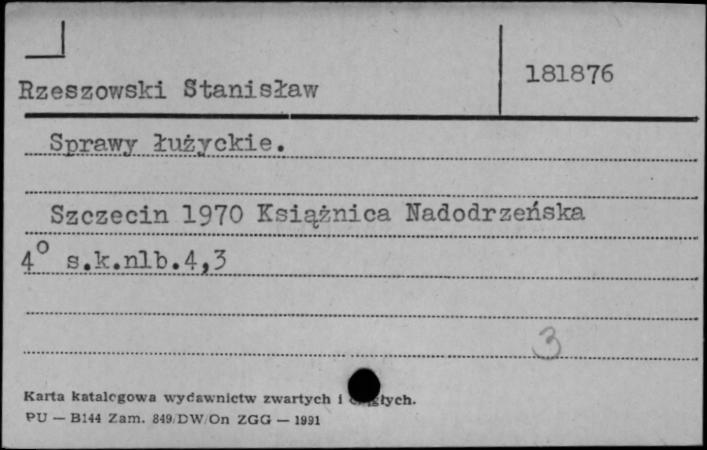 181876
Rzeszowski Stanisław
Sprawy łużyckie.
Szczecin 1970 Książnica Nadodrzeńska
4° s.k.nlb.4,3
3
Karta katalogowa wydawnictw zwartych i
PU — B144 Zam. 849/DW/On ZGG — 1991